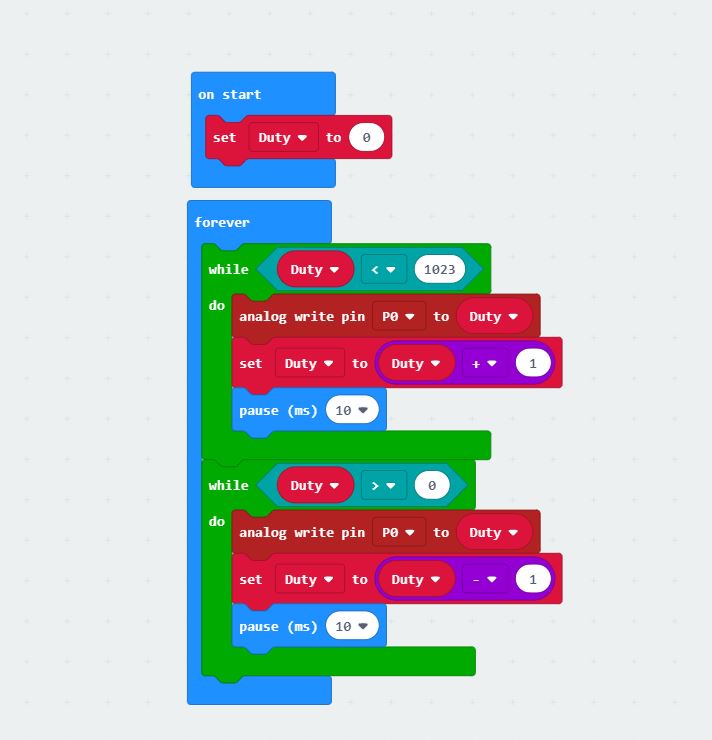 on start
set Duty to 0
forever
while Duty < 1023
do
analog write pin P0 to Duty
set Duty to Duty + 1
pause (ms) 10
while Duty > 0
do
analog write pin P0 to Duty
set Duty to Duty - 1
pause (ms) 10